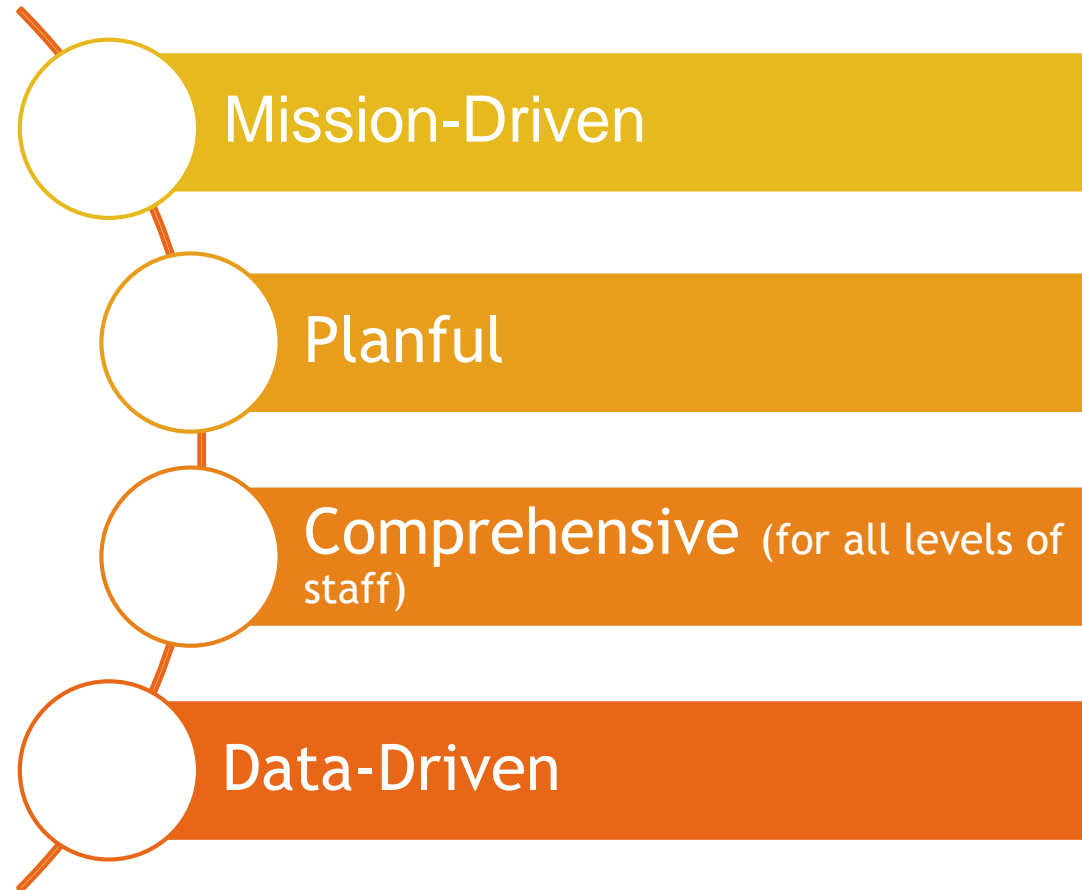 Mission-Driven
Planful
Comprehensive (for all levels of
staff)
Data-Driven